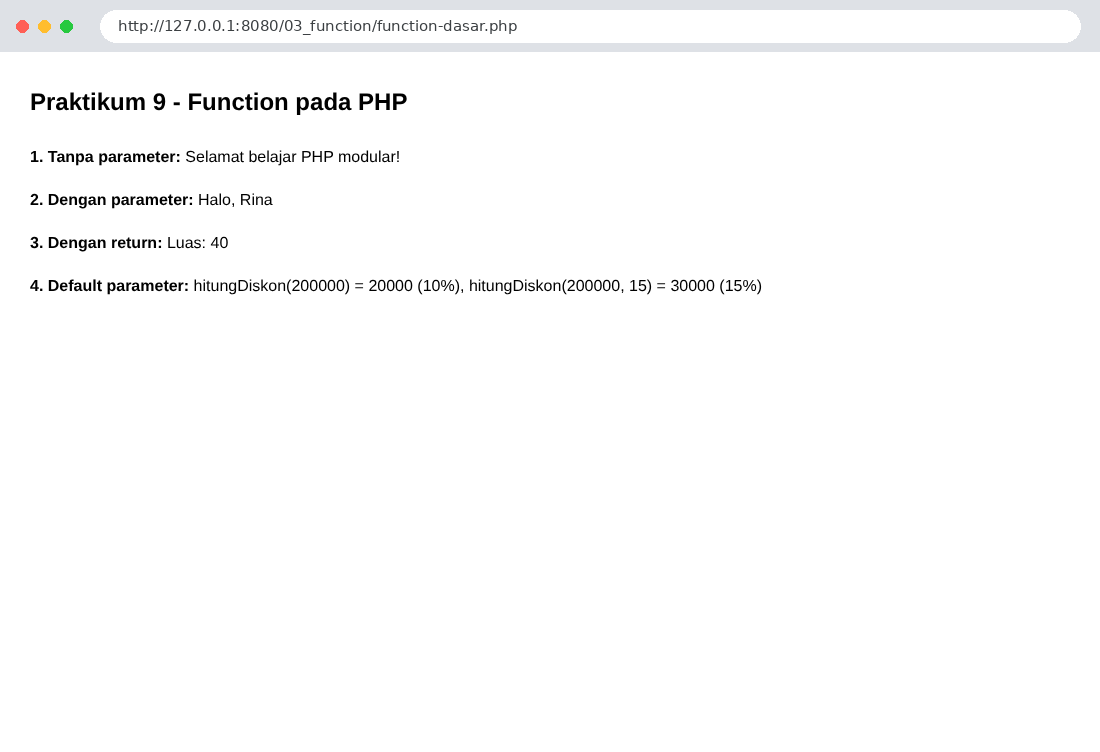 http://127.0.0.1:8080/03_function/function-dasar.php
Praktikum 9 - Function pada PHP
1. Tanpa parameter: Selamat belajar PHP modular!
2. Dengan parameter: Halo, Rina
3. Dengan return: Luas: 40
4. Default parameter: hitungDiskon(200000) = 20000 (10%), hitungDiskon(200000, 15) = 30000 (15%)